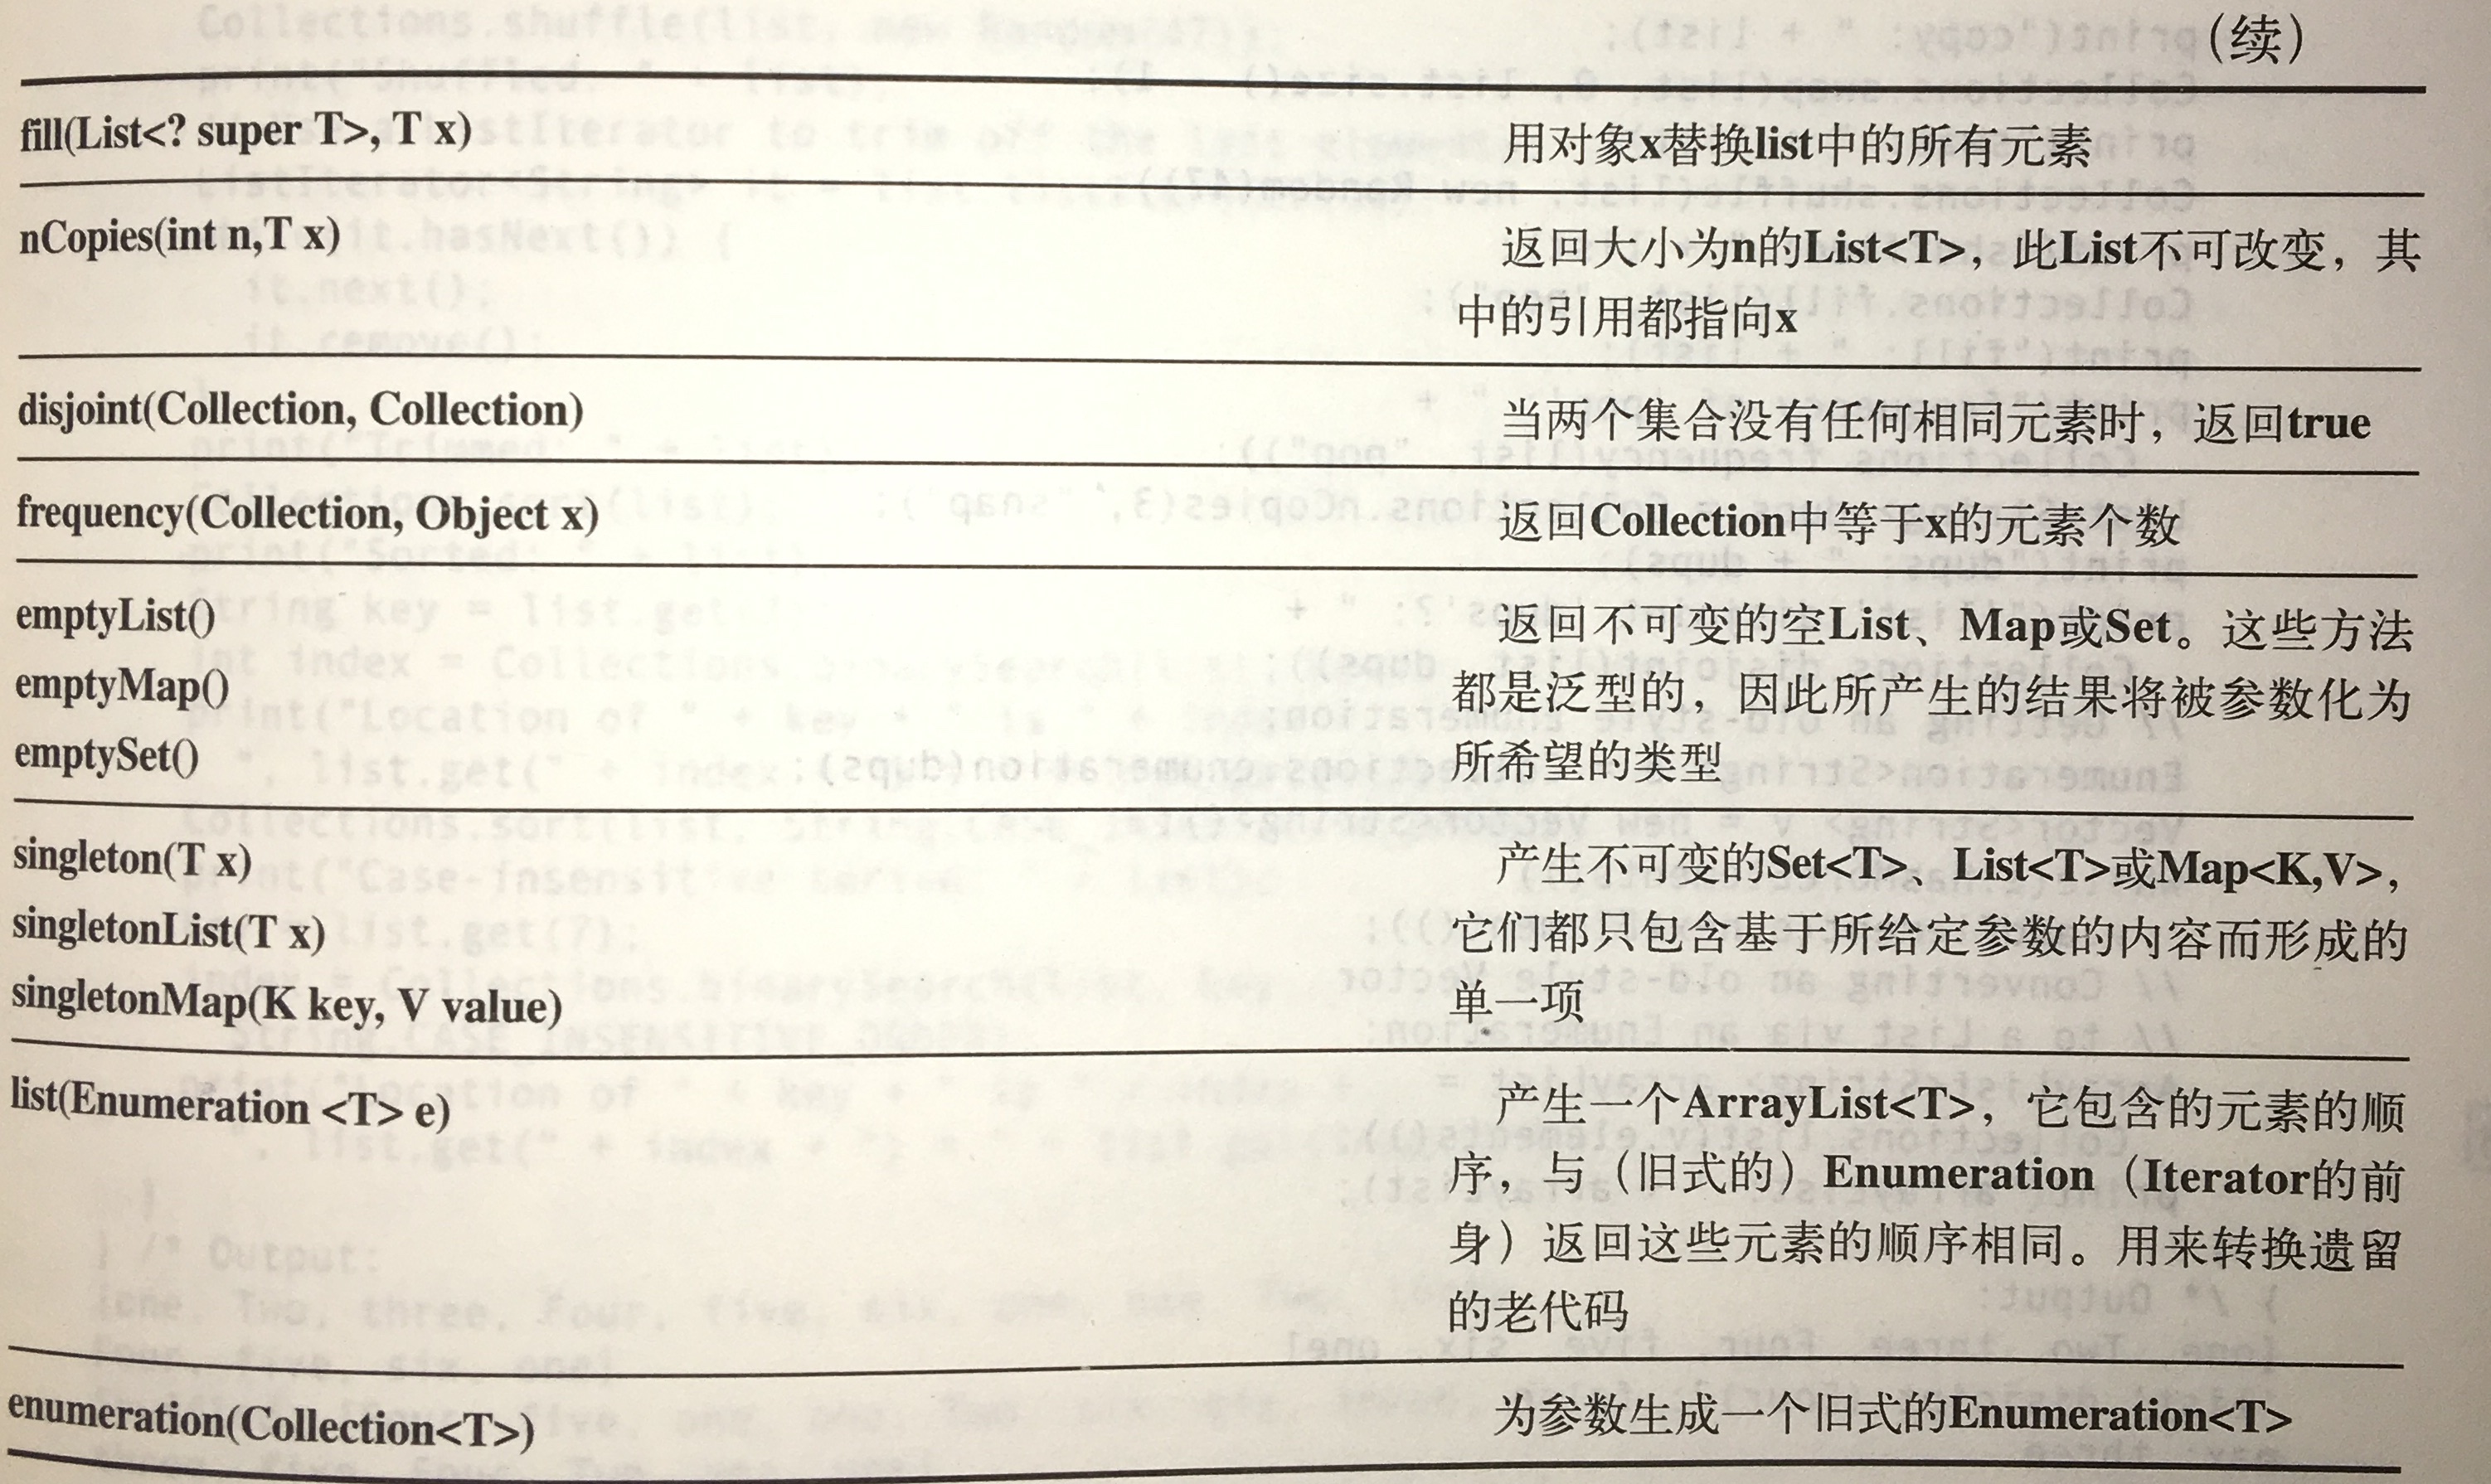 (续)
fill(List<? super T>, T x)
用对象x替换list中的所有元素
nCopies(int n,T x)
返回大小为n的List<T>，此List不可改变，其
中的引用都指向x
disjoint(Collection, Collection)
当两个集合没有任何相同元素时，返回true
frequency(Collection, Object x)
返回Collection中等于x的元素个数
emptyList()
emptyMap()
emptySet()
返回不可变的空List、Map或Set。这些方法
都是泛型的，因此所产生的结果将被参数化为
所希望的类型
singleton(T x)
singletonList(T x)
singletonMap(K key, V value)
产生不可变的Set<T>、List<T>或Map<K,V>，
它们都只包含基于所给定参数的内容而形成的
单一项
list(Enumeration <T> e)
产生一个ArrayList<T>，它包含的元素的顺
序，与（旧式的）Enumeration（Iterator的前
身）返回这些元素的顺序相同。用来转换遗留
的老代码
enumeration(Collection<T>)
为参数生成一个旧式的Enumeration<T>